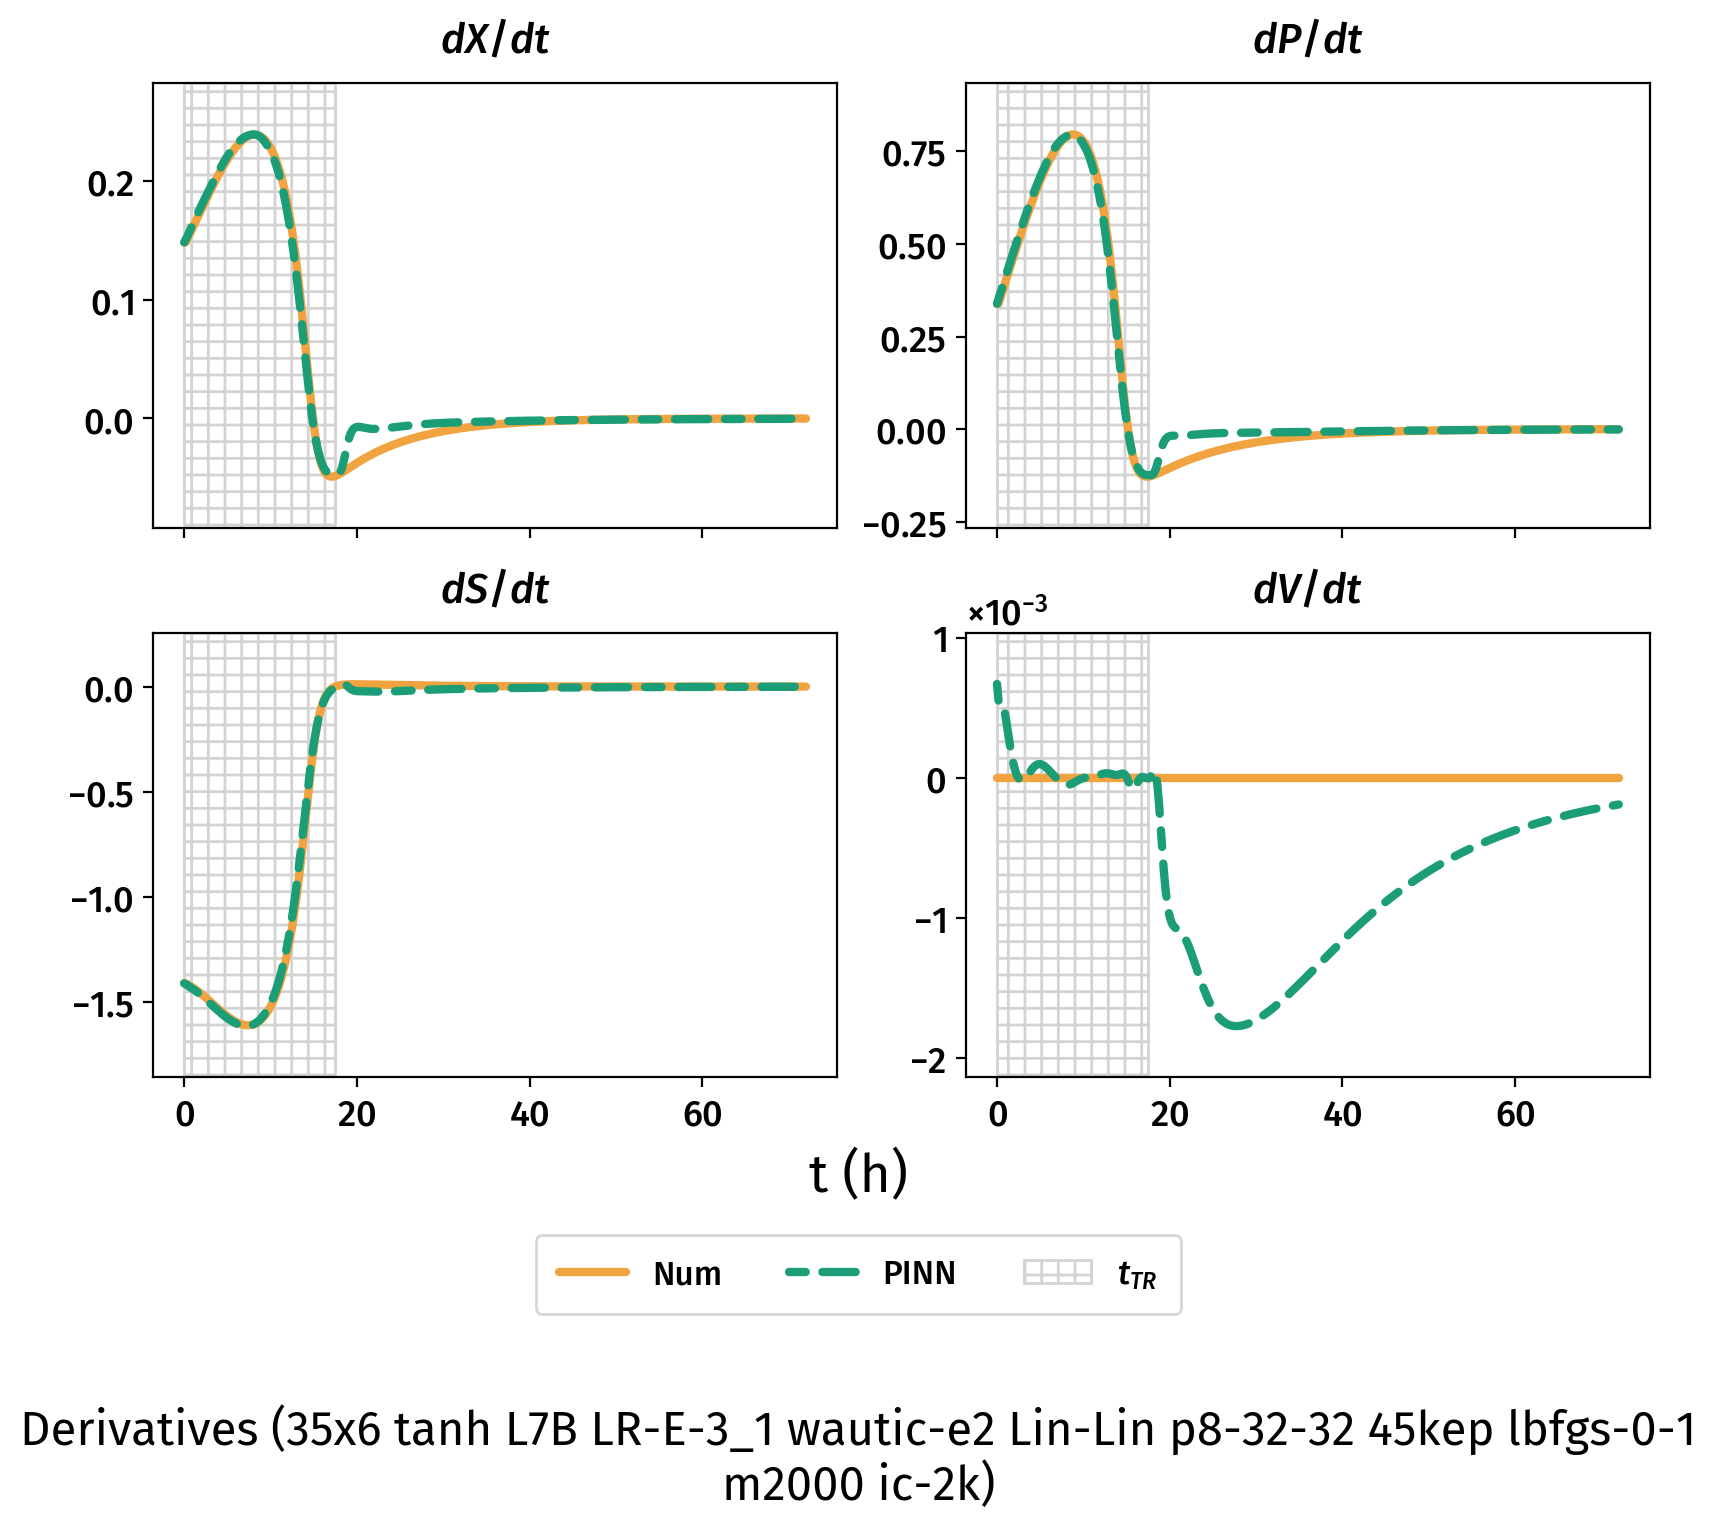 dX/dt
dP/dt
0.2
0.1
0.0
0.75
0.50
0.25
0.00
−0.25
dS/dt
dV/dt
×10⁻³
0.0
−0.5
−1.0
−1.5
1
0
−1
−2
0 20 40 60
0 20 40 60
t (h)
Num PINN t_TR
Derivatives (35x6 tanh L7B LR-E-3_1 wautic-e2 Lin-Lin p8-32-32 45kep lbfgs-0-1
m2000 ic-2k)